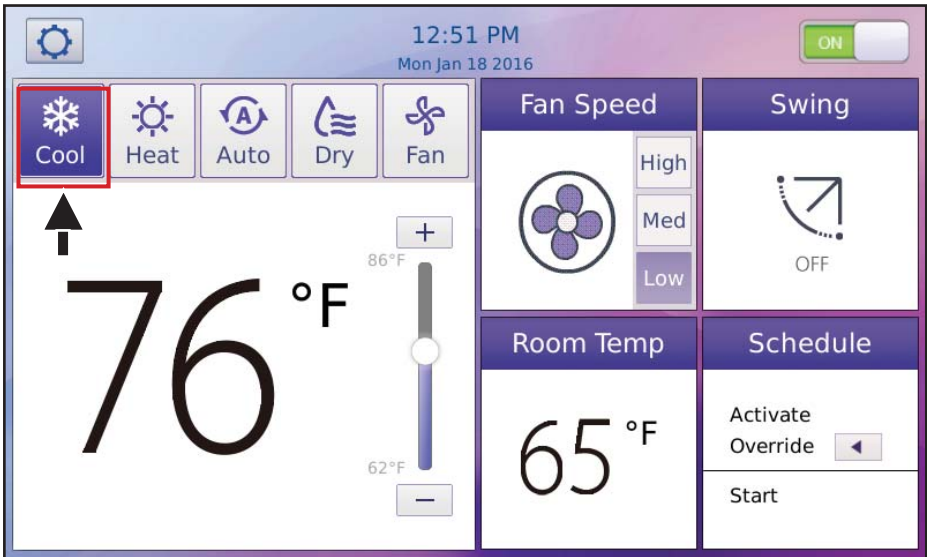 12:51 PM
Mon Jan 18 2016
ON
Cool
Heat
A
Auto
Dry
Fan
+
86°F
76 °F
62°F
−
Fan Speed
High
Med
Low
Swing
OFF
Room Temp
65 °F
Schedule
Activate
Override
Start